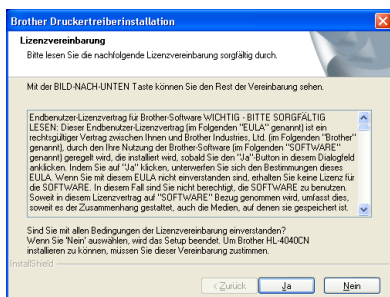 Brother Druckertreiberinstallation
Lizenzvereinbarung
Bitte lesen Sie die nachfolgende Lizenzvereinbarung sorgfältig durch.
Mit der BILD-NACH-UNTEN Taste können Sie den Rest der Vereinbarung sehen.
Endbenutzer-Lizenzvertrag für Brother-Software WICHTIG - BITTE SORGFÄLTIG
LESEN: Dieser Endbenutzer-Lizenzvertrag (im Folgenden "EULA" genannt) ist ein
rechtsgültiger Vertrag zwischen Ihnen und Brother Industries, Ltd. (im Folgenden "Brother"
genannt), durch den Ihre Nutzung der Brother-Software (im Folgenden "SOFTWARE"
genannt) geregelt wird, die installiert wird, sobald Sie den "Ja"-Button in diesem Dialogfeld
anklicken. Indem Sie auf "Ja" klicken, unterwerfen Sie sich den Bestimmungen dieses
EULA. Wenn Sie mit diesem EULA nicht einverstanden sind, erhalten Sie keine Lizenz für
die SOFTWARE. In diesem Fall sind Sie nicht berechtigt, die SOFTWARE zu benutzen.
Soweit in diesem Lizenzvertrag auf "SOFTWARE" Bezug genommen wird, umfasst dies,
soweit es der Zusammenhang gestattet, auch die Medien, auf denen sie gespeichert ist.
Sind Sie mit allen Bedingungen der Lizenzvereinbarung einverstanden?
Wenn Sie 'Nein' auswählen, wird das Setup beendet. Um Brother HL-4040CN
installieren zu können, müssen Sie dieser Vereinbarung zustimmen.
InstallShield
< Zurück Ja Nein